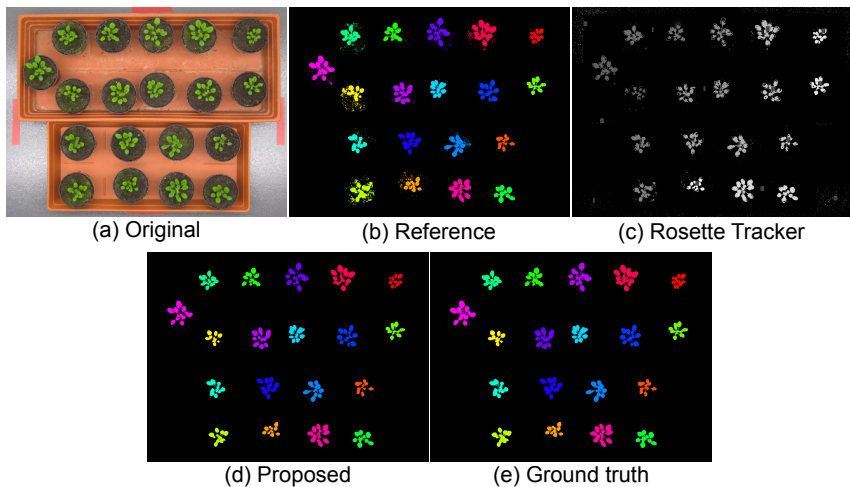 (a) Original
(b) Reference
(c) Rosette Tracker
(d) Proposed
(e) Ground truth